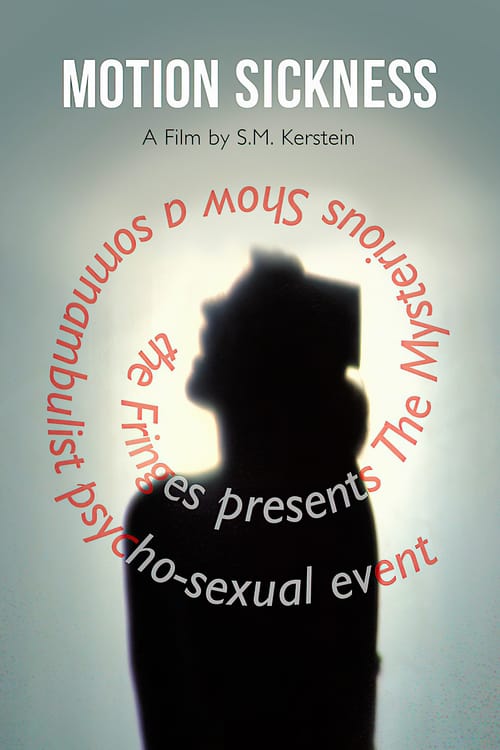 MOTION SICKNESS
A Film by S.M. Kerstein
the Fringes presents The Mysterious Show a somnambulist psycho-sexual event